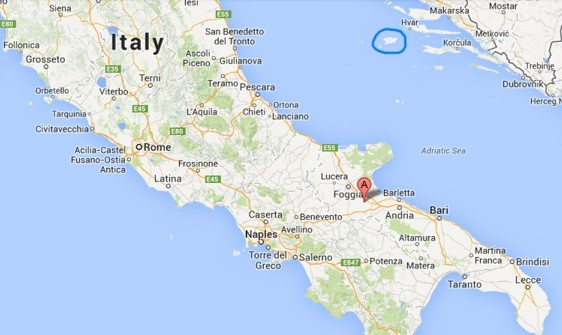 Siena
Follonica
Grosseto
Italy
San Benedetto
del Tronto
Ascoli
Piceno
Giulianova
E35
Terni
Teramo
Pescara
Orbetello
Viterbo
E45
L'Aquila
Chieti
Ortona
Lanciano
Tarquinia
Civitavecchia
E80
Rome
Acilia-Castel
Fusano-Ostia
Antica
Frosinone
Latina
E45
E55
Lucera
Foggia
A
Barletta
Andria
Bari
Caserta
Benevento
Naples
Avellino
Torre del
Greco
Salerno
E847
Potenza
Altamura
Matera
Martina
Franca
Brindisi
Taranto
Lecce
Adriatic Sea
Makarska
Hvar
Mostar
Metković
Korčula
Trebinje
Dubrovnik
Herceg N